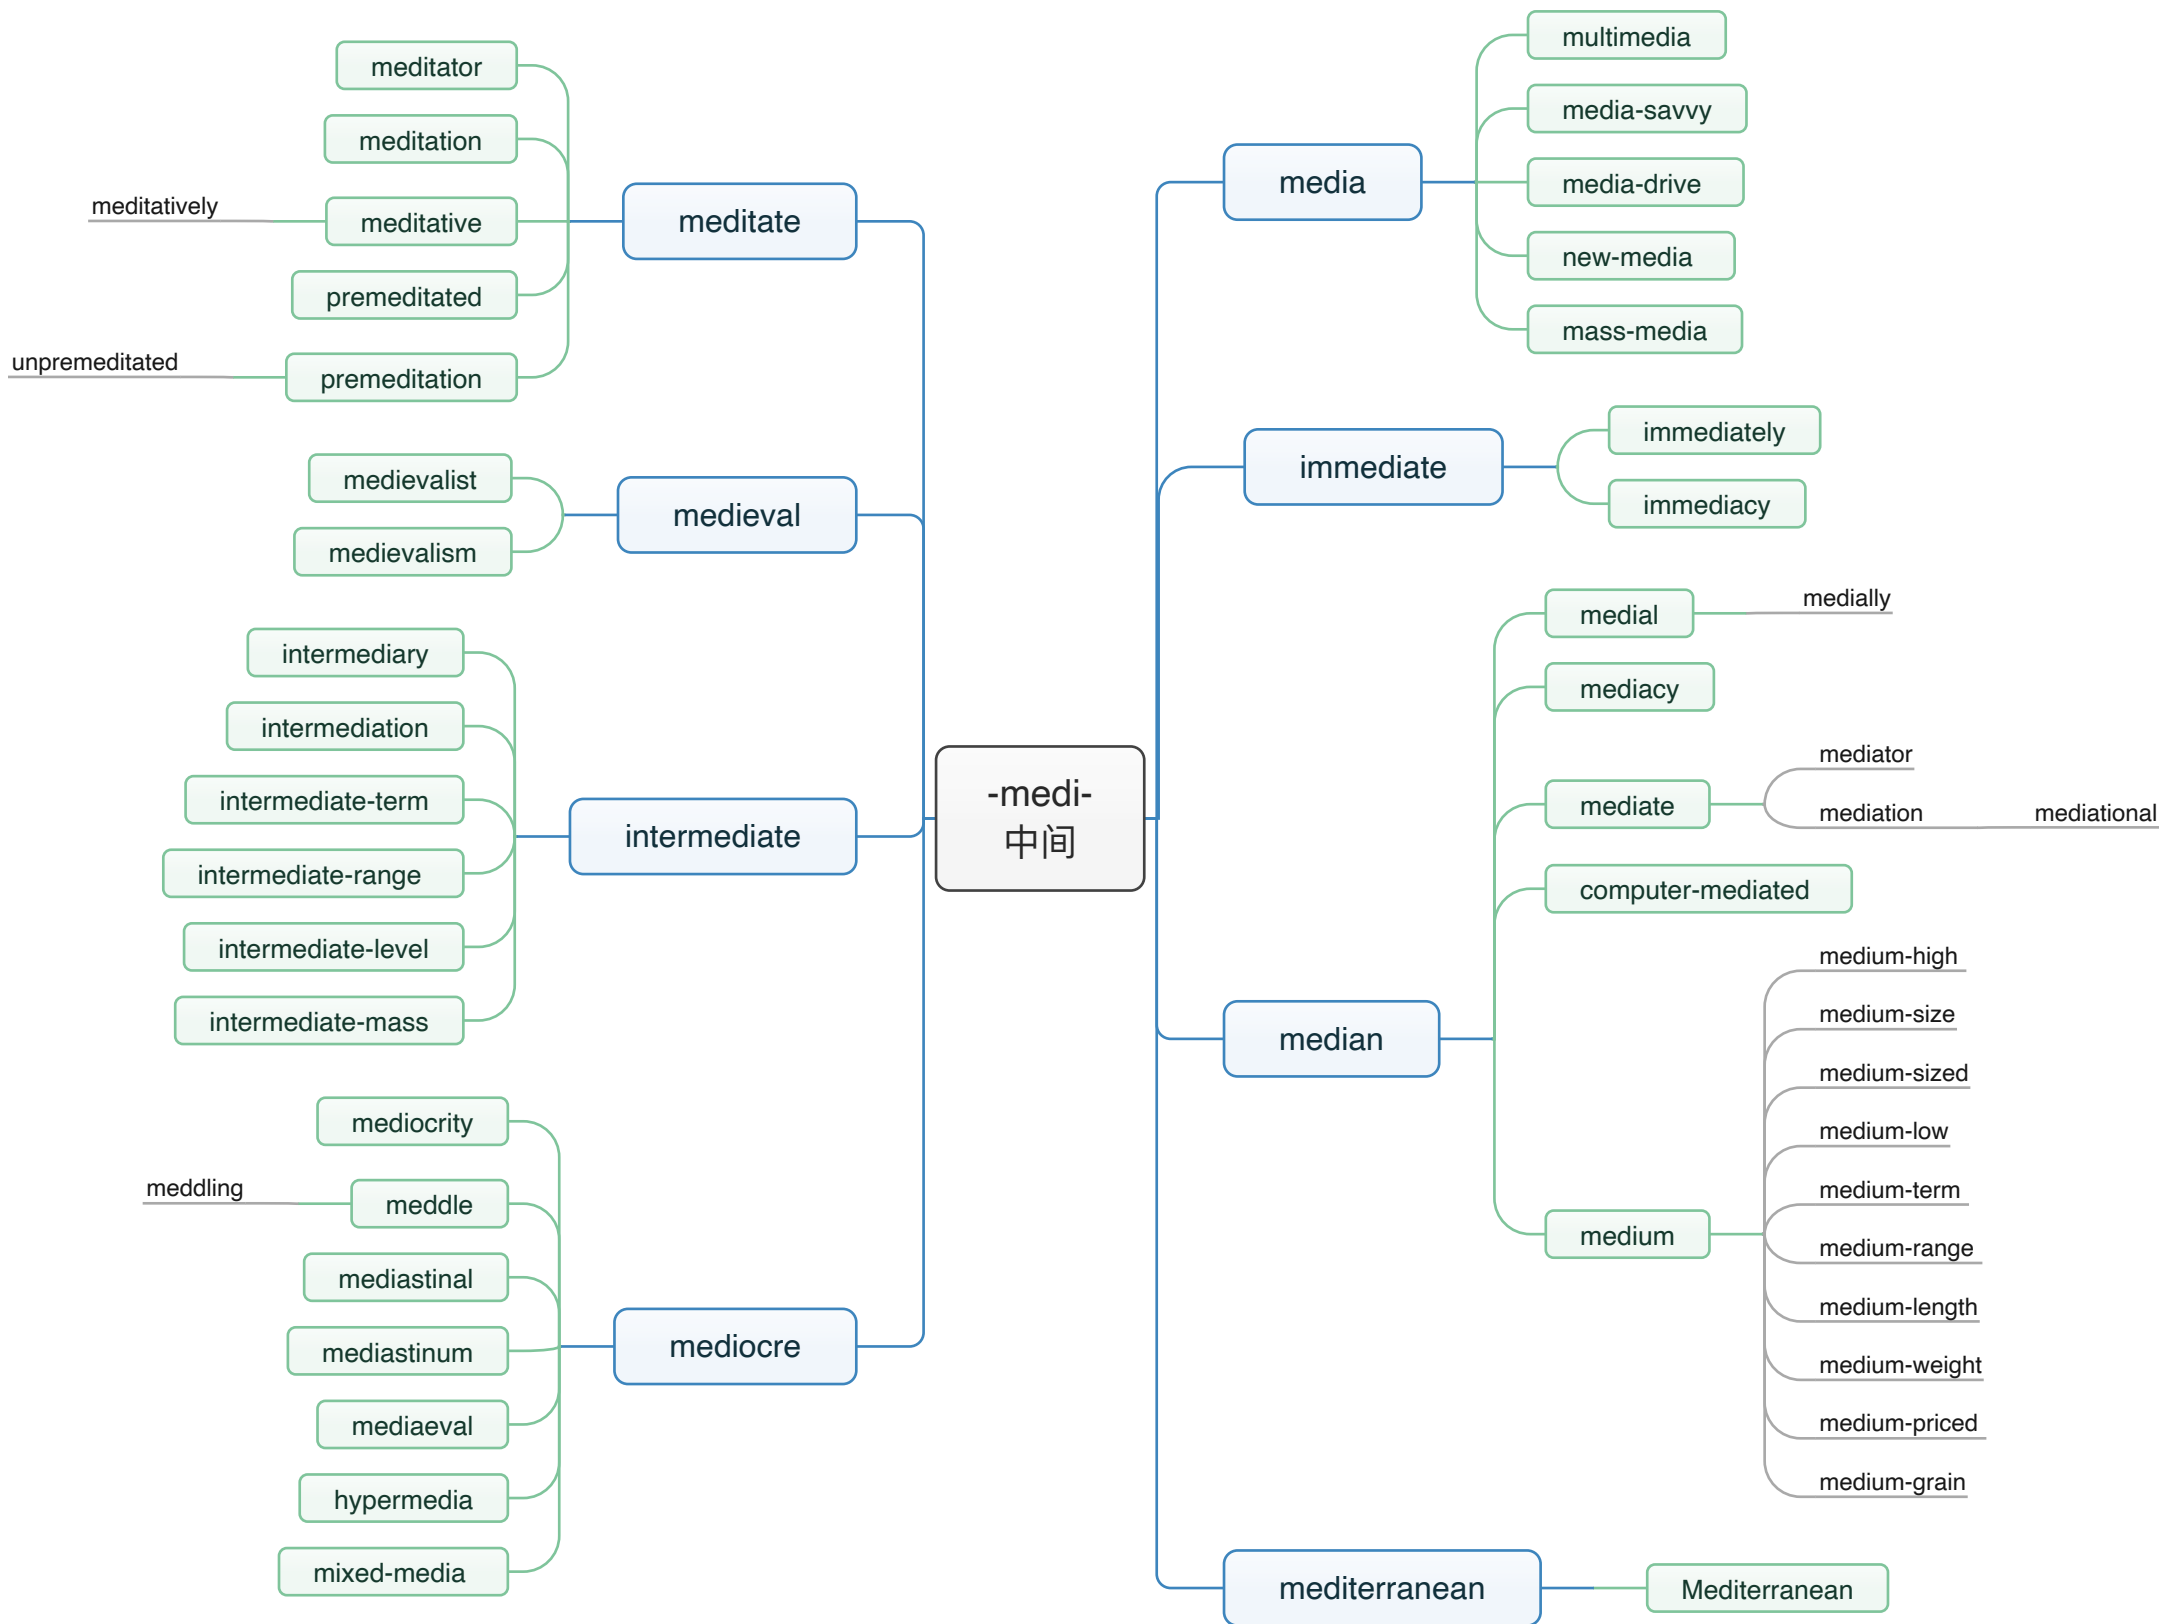 -medi-
中间
meditate
meditator
meditation
meditative
meditatively
premeditated
premeditation
unpremeditated
medieval
medievalist
medievalism
intermediate
intermediary
intermediation
intermediate-term
intermediate-range
intermediate-level
intermediate-mass
mediocre
mediocrity
meddle
meddling
mediastinal
mediastinum
mediaeval
hypermedia
mixed-media
media
multimedia
media-savvy
media-drive
new-media
mass-media
immediate
immediately
immediacy
median
medial
medially
mediacy
mediate
mediator
mediation
mediational
computer-mediated
medium
medium-high
medium-size
medium-sized
medium-low
medium-term
medium-range
medium-length
medium-weight
medium-priced
medium-grain
mediterranean
Mediterranean